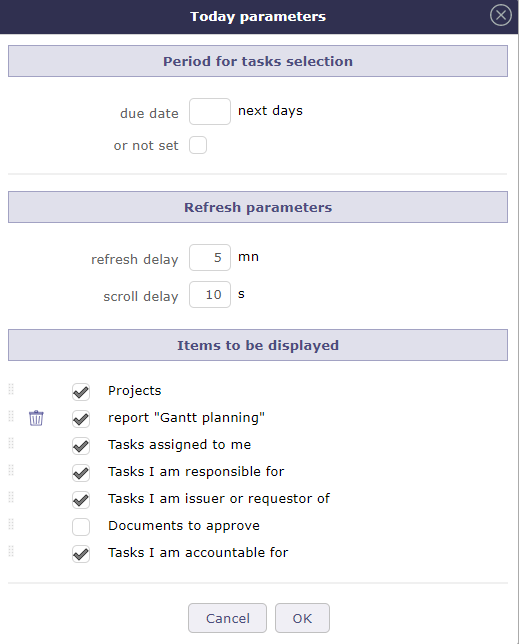 Today parameters
Period for tasks selection
due date next days
or not set
Refresh parameters
refresh delay 5 mn
scroll delay 10 s
Items to be displayed
Projects
report "Gantt planning"
Tasks assigned to me
Tasks I am responsible for
Tasks I am issuer or requestor of
Documents to approve
Tasks I am accountable for
Cancel OK